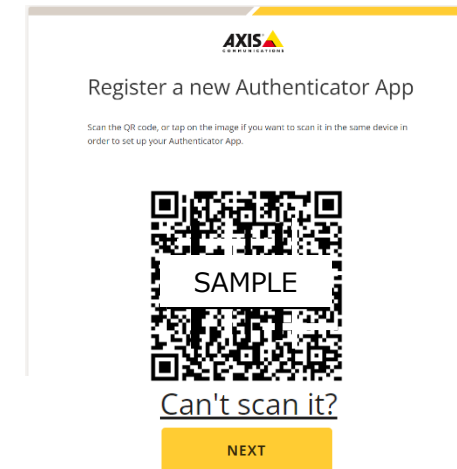 AXIS
COMMUNICATIONS
Register a new Authenticator App
Scan the QR code, or tap on the image if you want to scan it in the same device in
order to set up your Authenticator App.
SAMPLE
Can't scan it?
NEXT